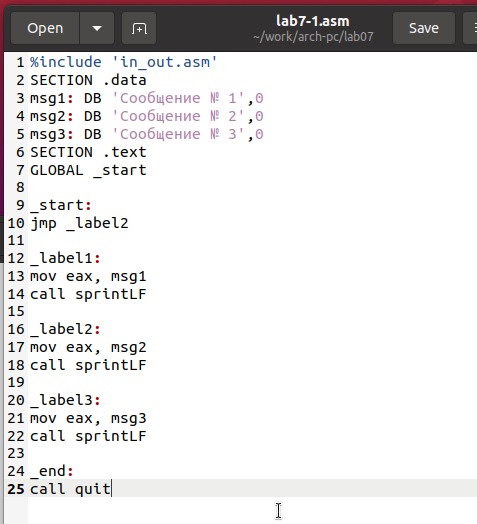 Open
lab7-1.asm
~/work/arch-pc/lab07
Save
1 %include 'in_out.asm'
2 SECTION .data
3 msg1: DB 'Сообщение № 1',0
4 msg2: DB 'Сообщение № 2',0
5 msg3: DB 'Сообщение № 3',0
6 SECTION .text
7 GLOBAL _start
8
9 _start:
10 jmp _label2
11
12 _label1:
13 mov eax, msg1
14 call sprintLF
15
16 _label2:
17 mov eax, msg2
18 call sprintLF
19
20 _label3:
21 mov eax, msg3
22 call sprintLF
23
24 _end:
25 call quit